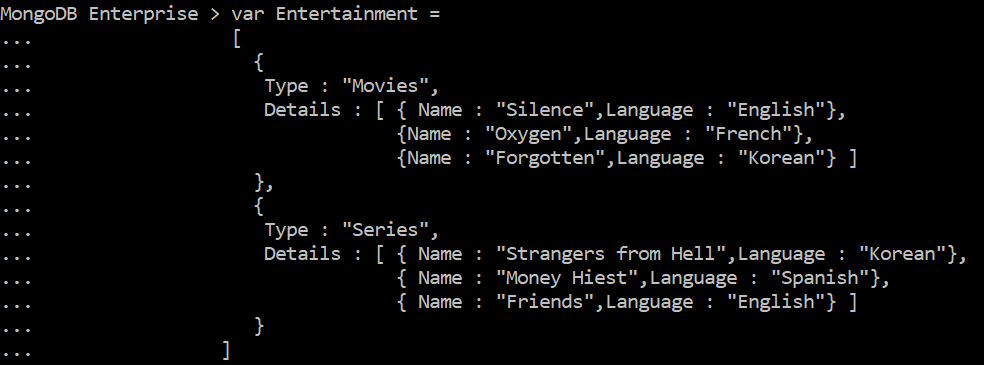 MongoDB Enterprise > var Entertainment =
... [
... {
... Type : "Movies",
... Details : [ { Name : "Silence",Language : "English"},
... {Name : "Oxygen",Language : "French"},
... {Name : "Forgotten",Language : "Korean"} ]
... },
... {
... Type : "Series",
... Details : [ { Name : "Strangers from Hell",Language : "Korean"},
... { Name : "Money Hiest",Language : "Spanish"},
... { Name : "Friends",Language : "English"} ]
... }
... ]